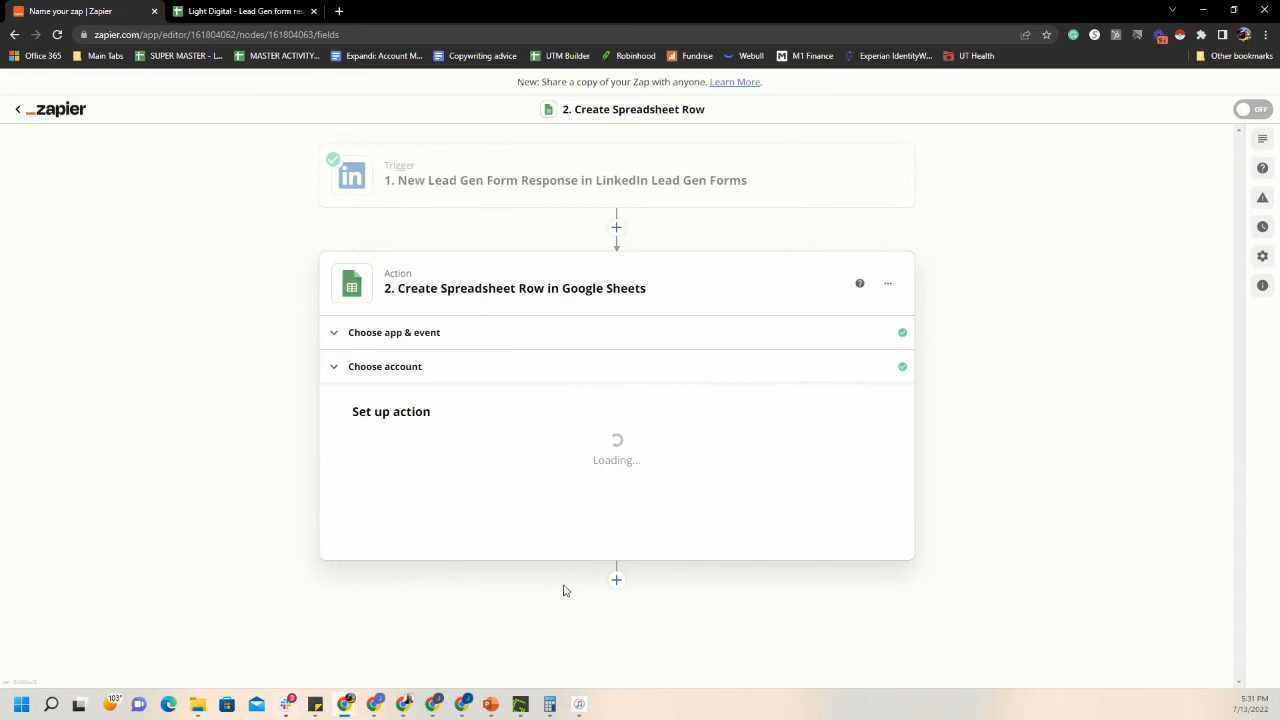 Name your zap | Zapier
Light Digital - Lead Gen form res
zapier.com/app/editor/161804062/nodes/161804063/fields
Office 365
Main Tabs
SUPER MASTER - L...
MASTER ACTIVITY...
Expandi: Account M...
Copywriting advice
UTM Builder
Robinhood
Fundrise
Webull
M1 Finance
Experian IdentityW...
UT Health
Other bookmarks
New: Share a copy of your Zap with anyone. Learn More.
zapier
2. Create Spreadsheet Row
OFF
Trigger
1. New Lead Gen Form Response in LinkedIn Lead Gen Forms
Action
2. Create Spreadsheet Row in Google Sheets
Choose app & event
Choose account
Set up action
Loading...
103°
5:31 PM
7/13/2022